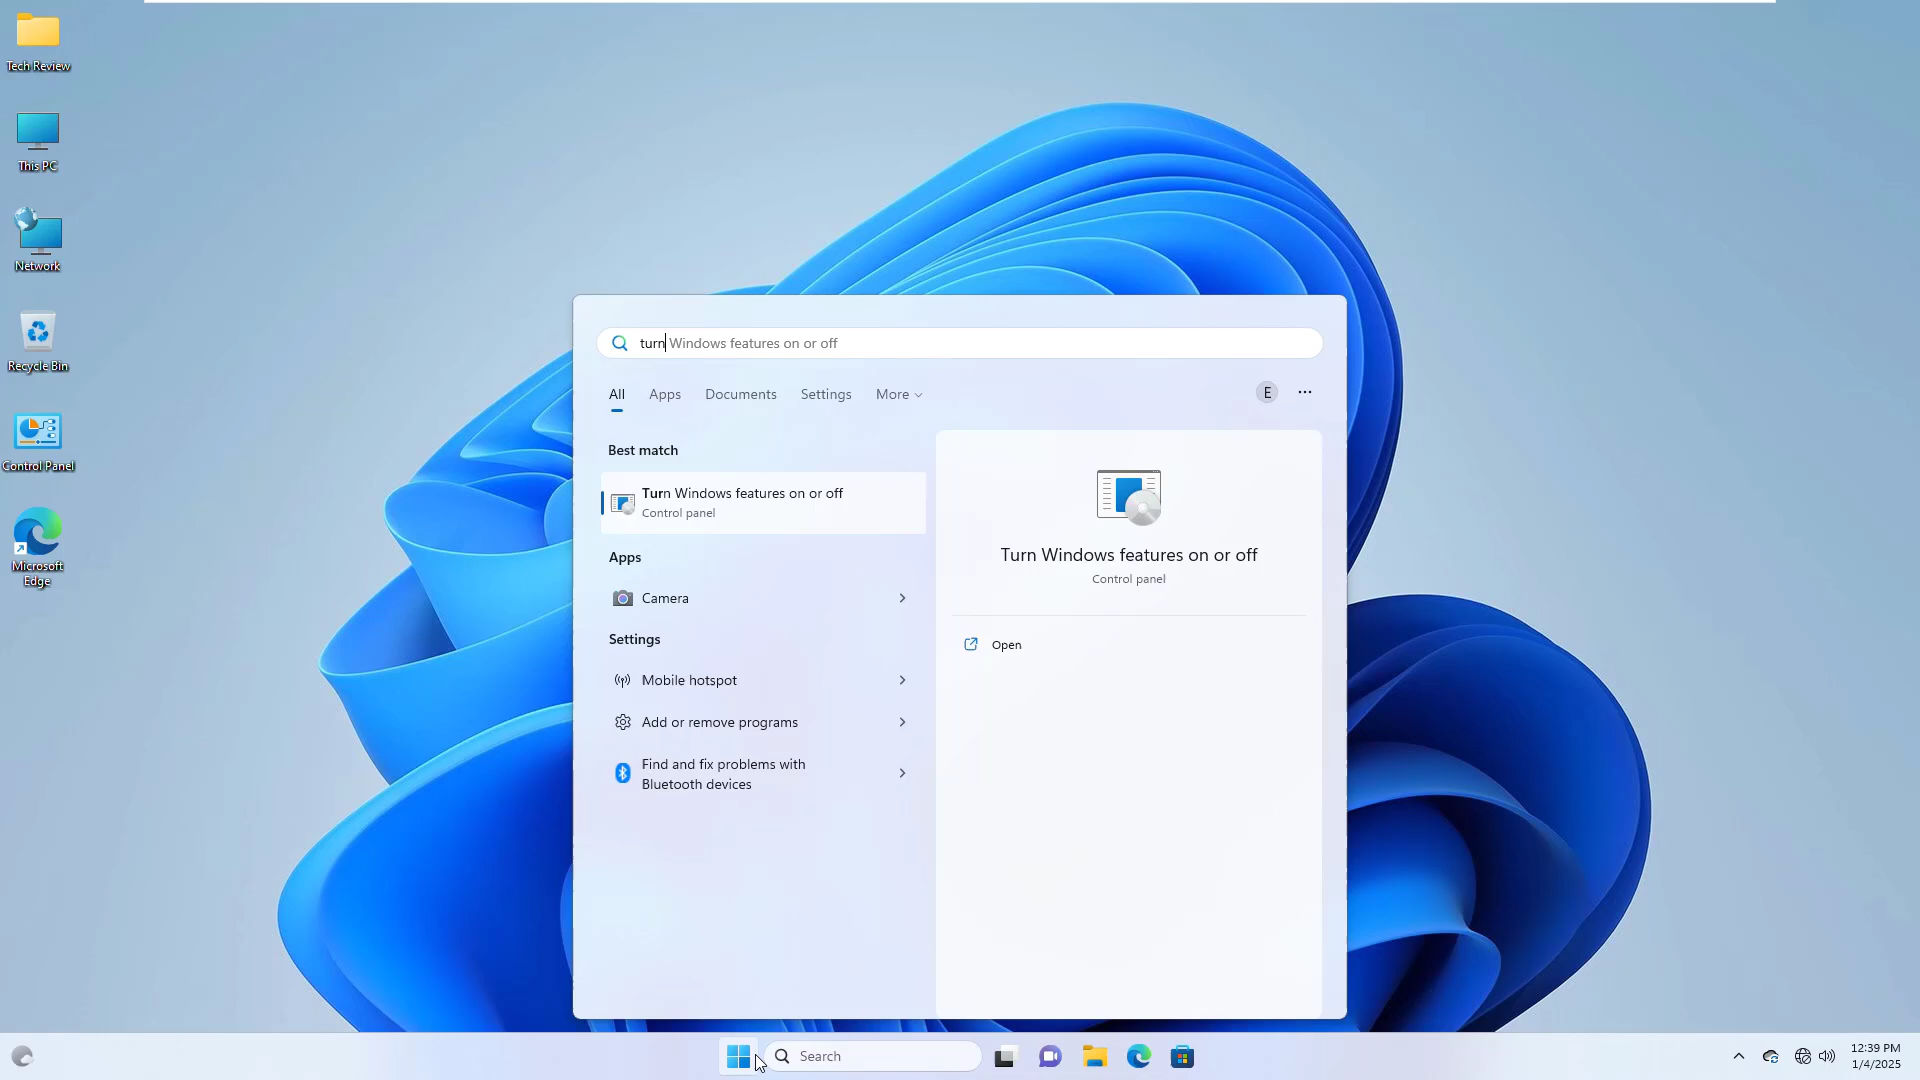 Tech Review
This PC
Network
Recycle Bin
Control Panel
Microsoft
Edge
turn Windows features on or off
All
Apps
Documents
Settings
More
E
Best match
Turn Windows features on or off
Control panel
Apps
Camera
Settings
Mobile hotspot
Add or remove programs
Find and fix problems with
Bluetooth devices
Turn Windows features on or off
Control panel
Open
Search
12:39 PM
1/4/2025